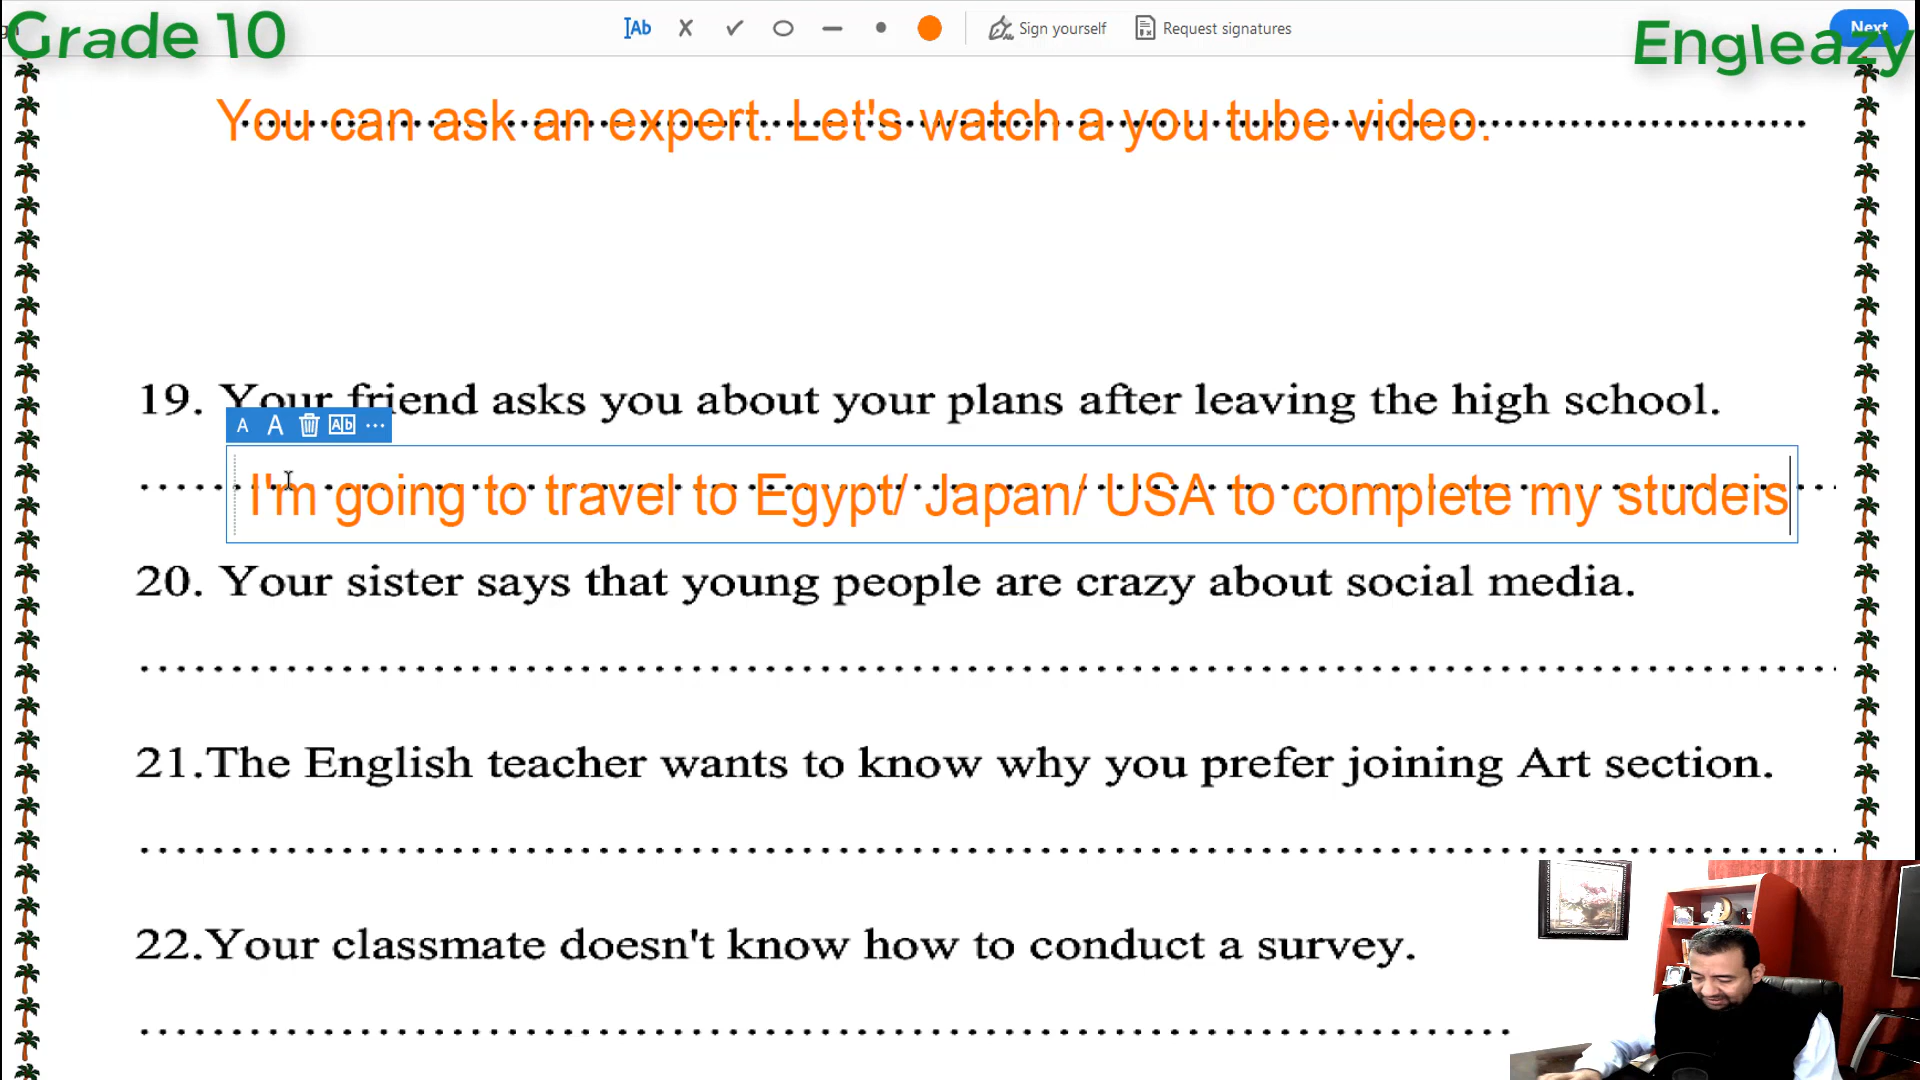 Grade 10
Ab
Sign yourself
Request signatures
Next
Engleazy
You can ask an expert. Let's watch a you tube video.
19. Your friend asks you about your plans after leaving the high school.
A A Ab ...
I'm going to travel to Egypt/ Japan/ USA to complete my studeis
20. Your sister says that young people are crazy about social media.
21.The English teacher wants to know why you prefer joining Art section.
22.Your classmate doesn't know how to conduct a survey.